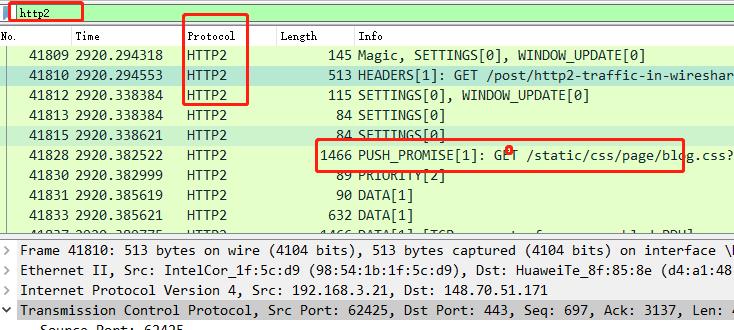 http2
No. Time Protocol Length Info
41809 2920.294318 HTTP2 145 Magic, SETTINGS[0], WINDOW_UPDATE[0]
41810 2920.294553 HTTP2 513 HEADERS[1]: GET /post/http2-traffic-in-wireshar
41812 2920.338384 HTTP2 115 SETTINGS[0], WINDOW_UPDATE[0]
41813 2920.338384 HTTP2 84 SETTINGS[0]
41815 2920.338621 HTTP2 84 SETTINGS[0]
41828 2920.382522 HTTP2 1466 PUSH_PROMISE[1]: GET /static/css/page/blog.css?
41830 2920.382999 HTTP2 89 PRIORITY[2]
41831 2920.385619 HTTP2 90 DATA[1]
41833 2920.385621 HTTP2 632 DATA[1]
Frame 41810: 513 bytes on wire (4104 bits), 513 bytes captured (4104 bits) on interface \
Ethernet II, Src: IntelCor_1f:5c:d9 (98:54:1b:1f:5c:d9), Dst: HuaweiTe_8f:85:8e (d4:a1:48
Internet Protocol Version 4, Src: 192.168.3.21, Dst: 148.70.51.171
Transmission Control Protocol, Src Port: 62425, Dst Port: 443, Seq: 697, Ack: 3137, Len: 4
Source Port: 62425